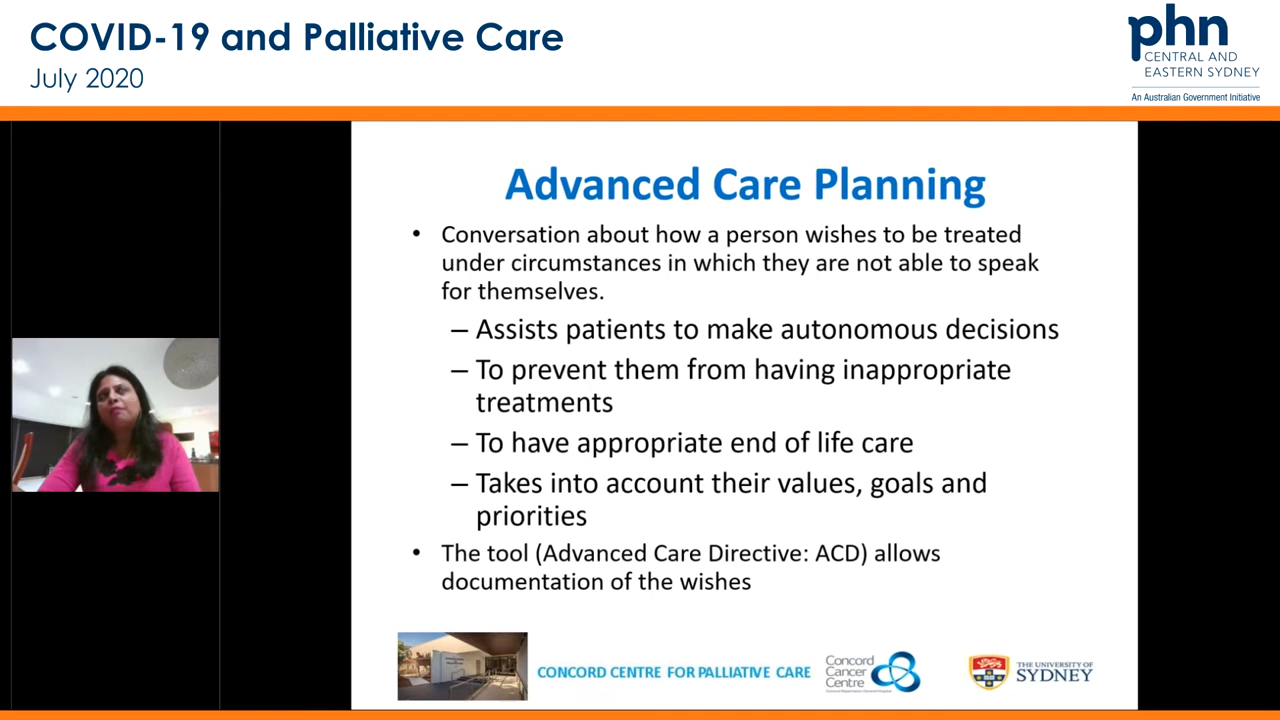 COVID-19 and Palliative Care
July 2020
phn
CENTRAL AND
EASTERN SYDNEY
An Australian Government Initiative
Advanced Care Planning
• Conversation about how a person wishes to be treated
under circumstances in which they are not able to speak
for themselves.
– Assists patients to make autonomous decisions
– To prevent them from having inappropriate
treatments
– To have appropriate end of life care
– Takes into account their values, goals and
priorities
• The tool (Advanced Care Directive: ACD) allows
documentation of the wishes
CONCORD CENTRE FOR PALLIATIVE CARE
Concord
Cancer
Centre
THE UNIVERSITY OF
SYDNEY